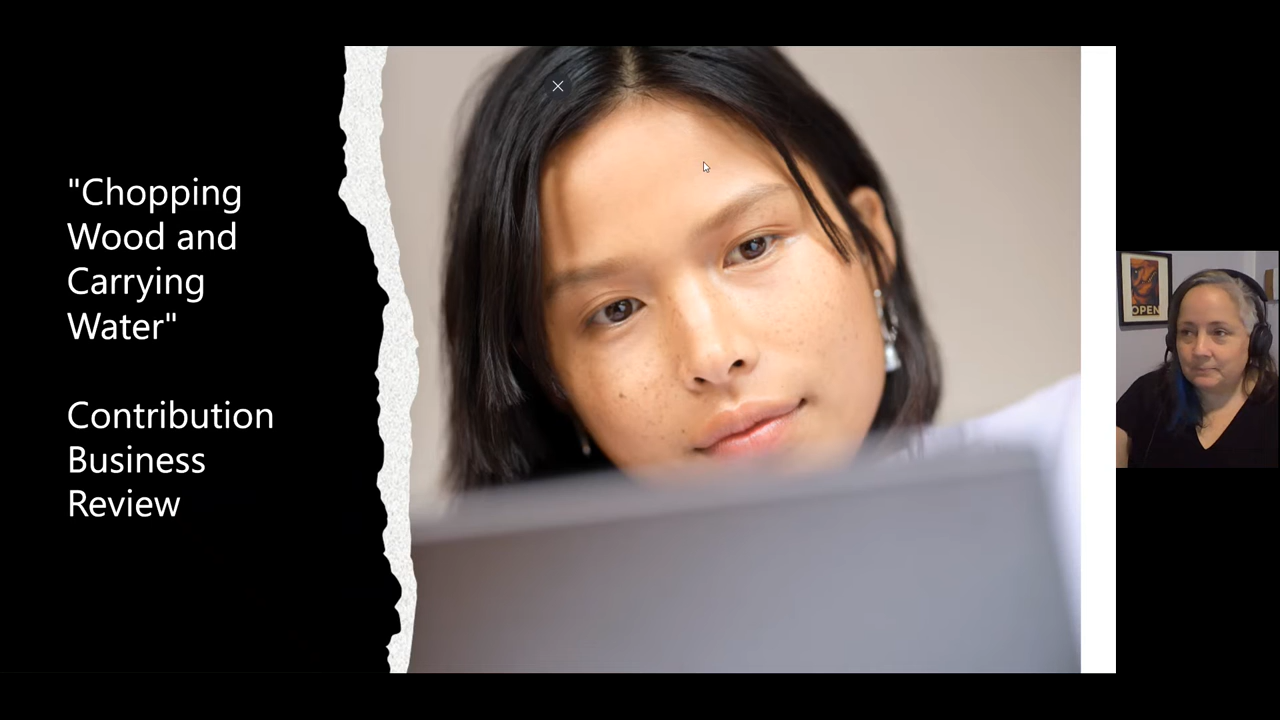 "Chopping
Wood and
Carrying
Water"
Contribution
Business
Review
OPEN